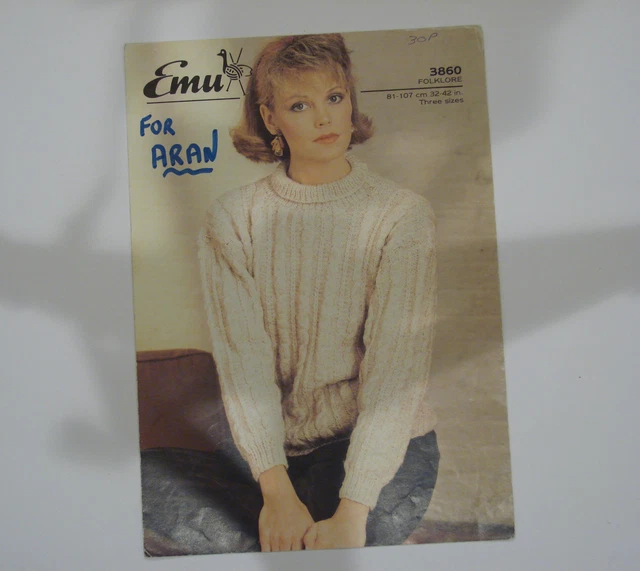 30P
Emu
3860
FOLKLORE
81-107 cm 32-42 in.
Three sizes
FOR
ARAN